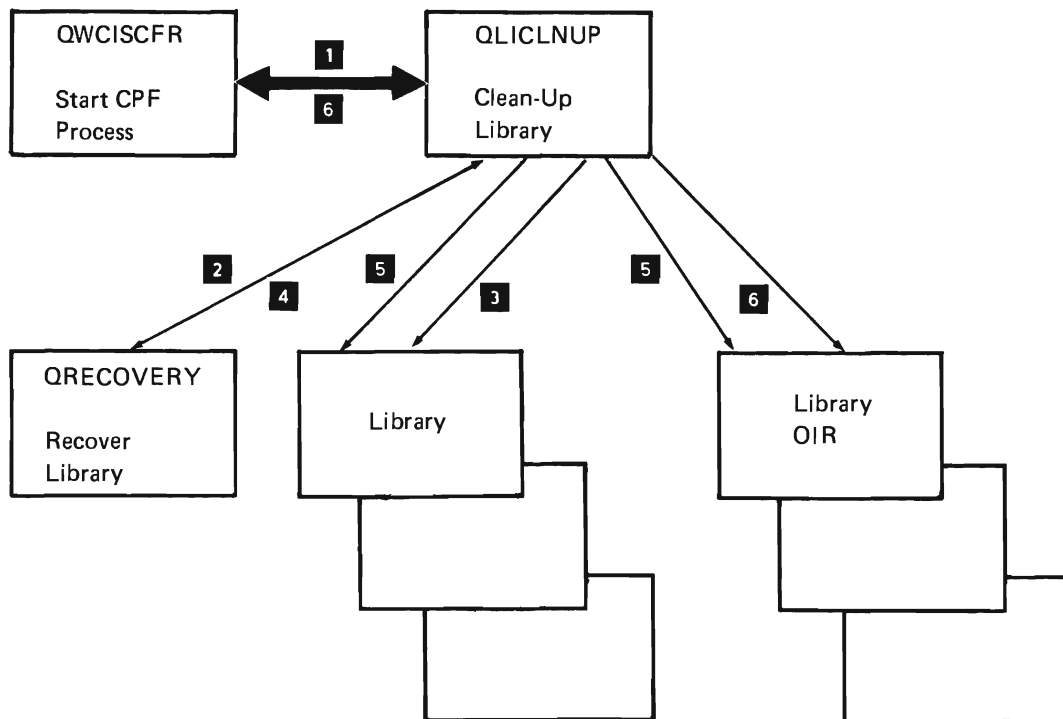 QWCISCFR
Start CPF
Process
1
6
QLICLNUP
Clean-Up
Library
2
4
5
3
5
6
QRECOVERY
Recover
Library
Library
Library
OIR